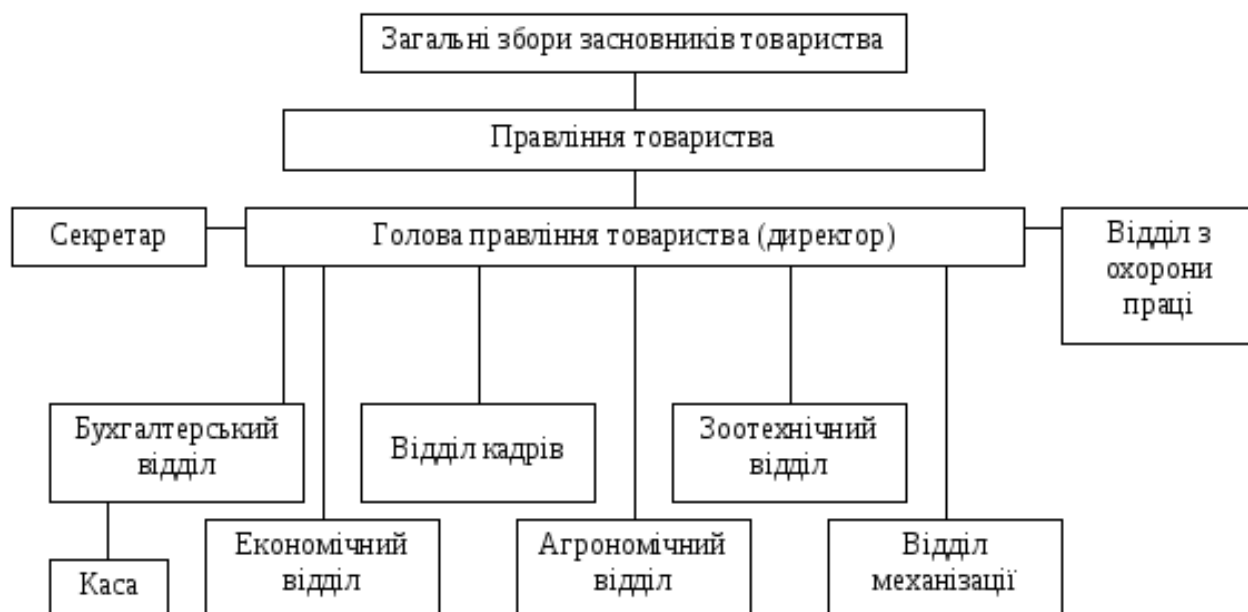 Загальні збори засновників товариства
Правління товариства
Секретар
Голова правління товариства (директор)
Відділ з
охорони
праці
Бухгалтерський
відділ
Відділ кадрів
Зоотехнічний
відділ
Каса
Економічний
відділ
Агрономічний
відділ
Відділ
механізації